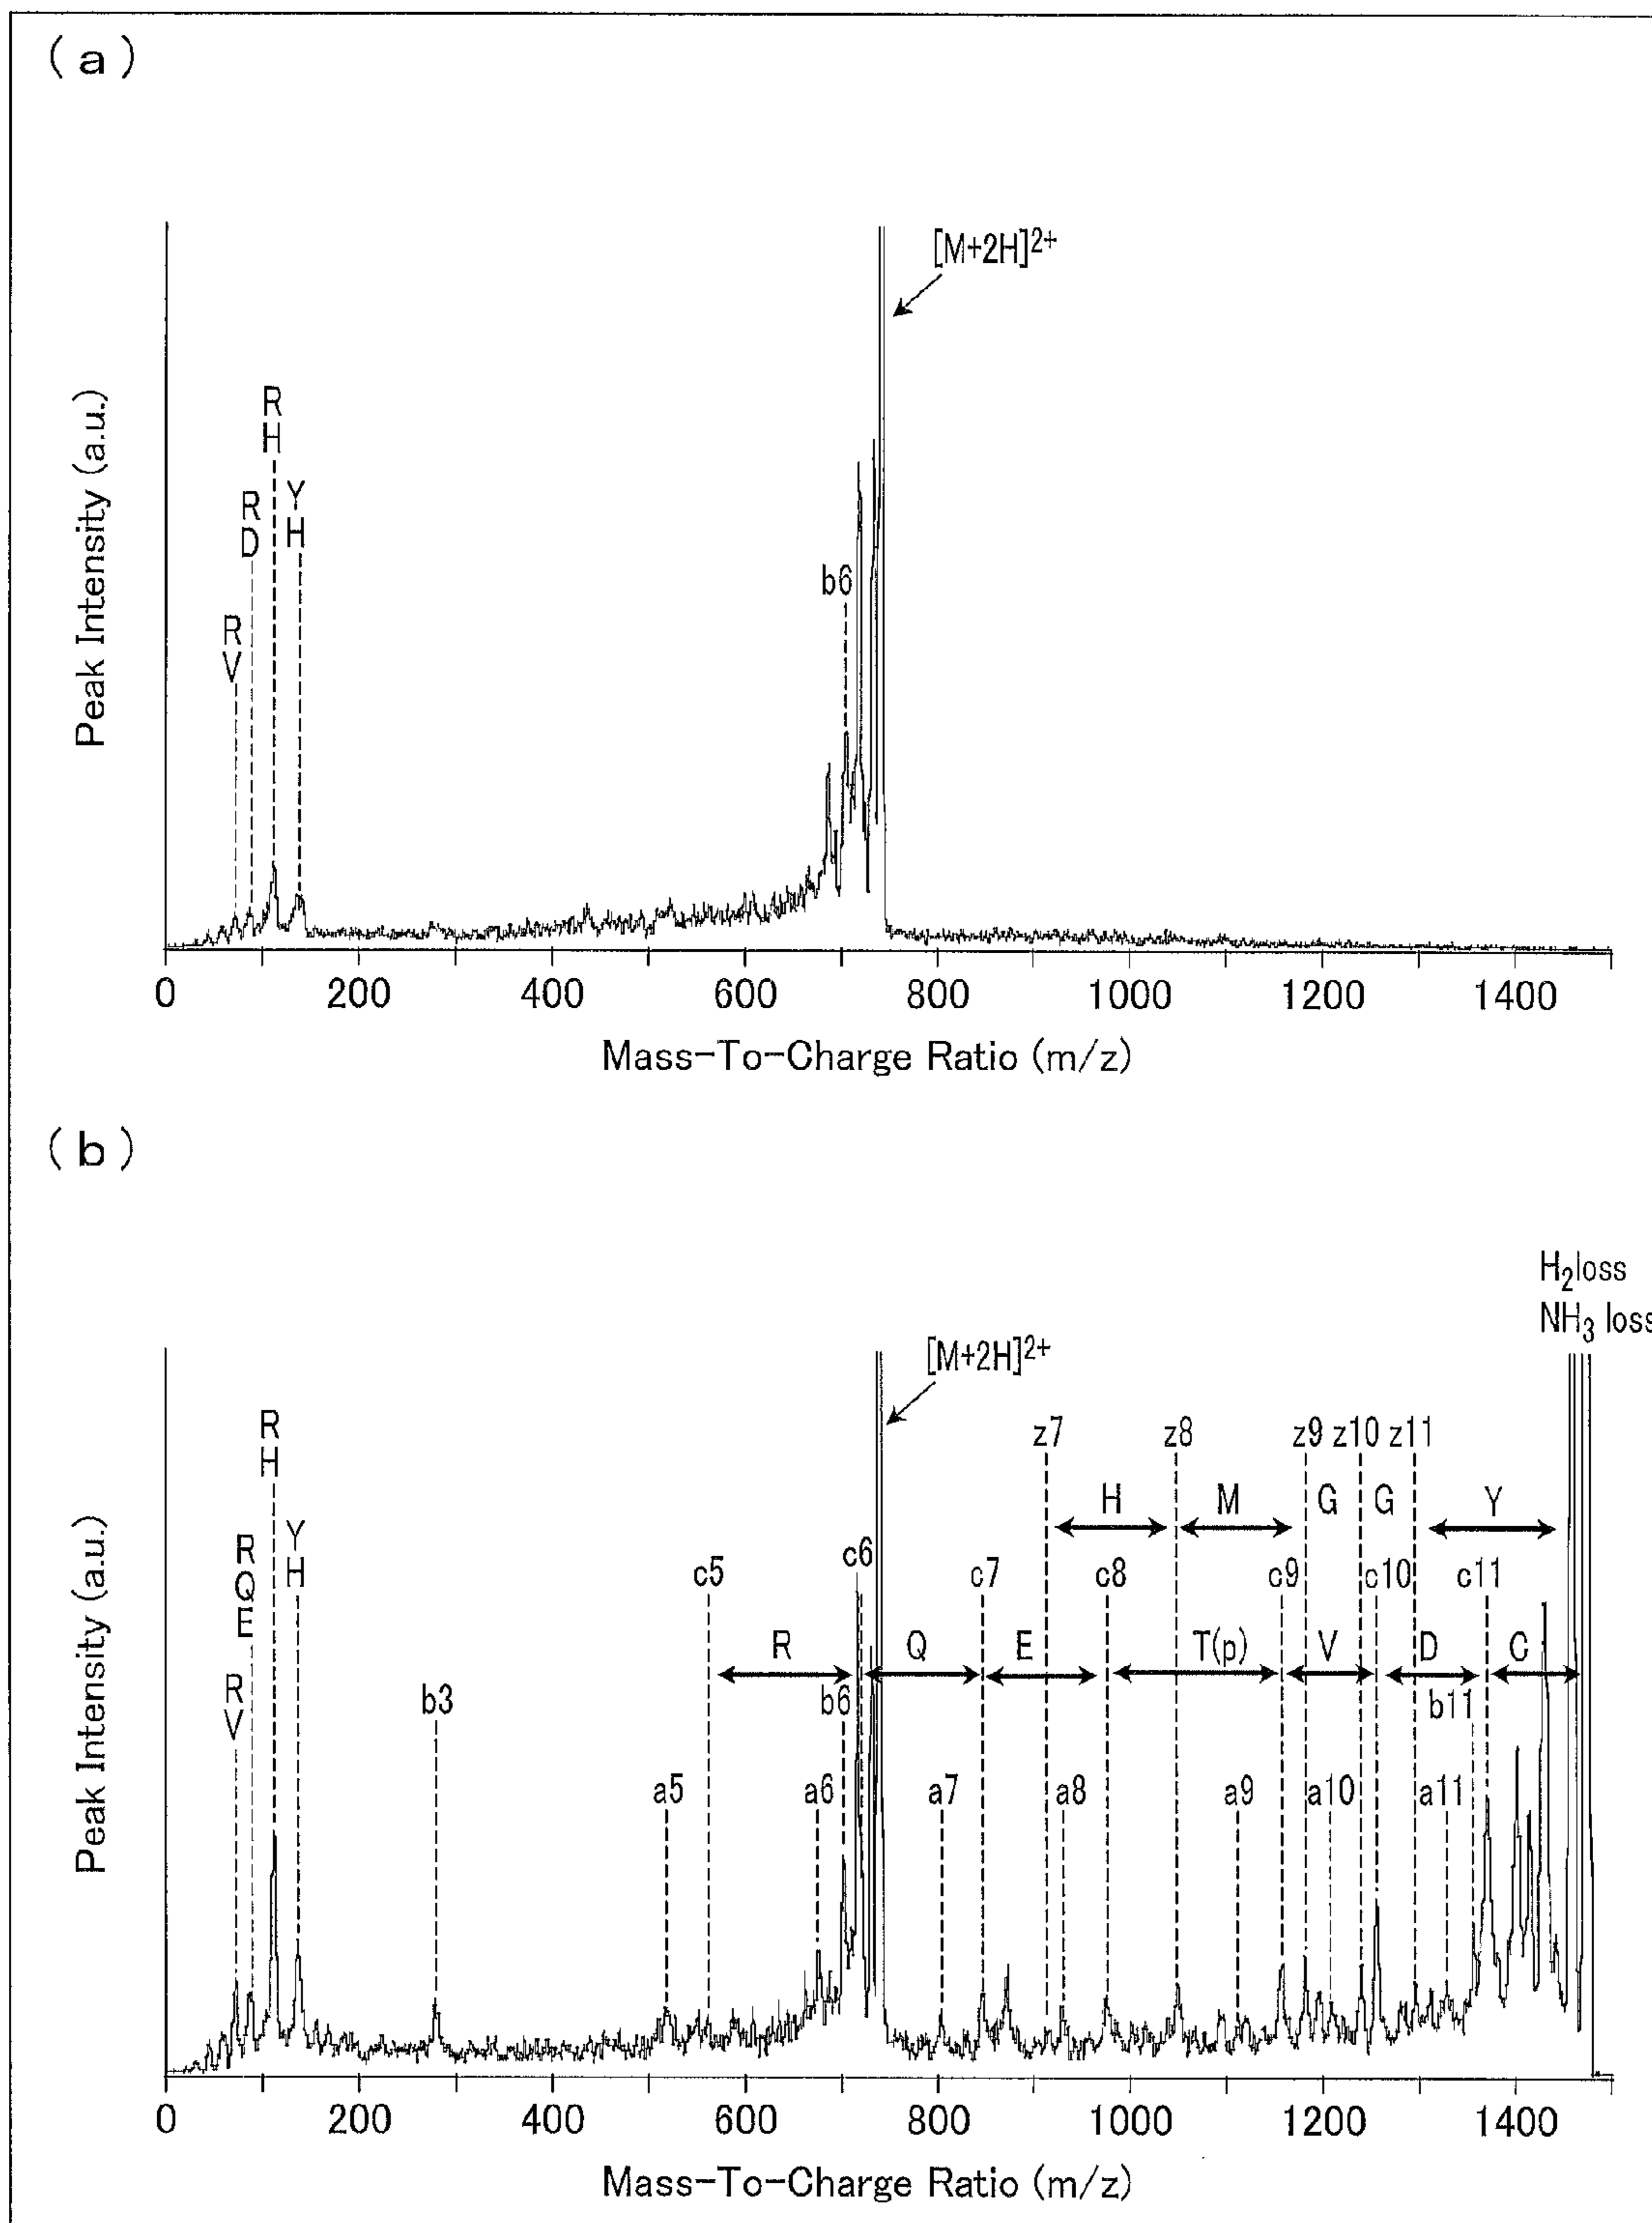 (a)
[M+2H]2+
R
H
R
D
Y
H
b6
R
V
Peak Intensity (a.u.)
0 200 400 600 800 1000 1200 1400
Mass-To-Charge Ratio (m/z)
(b)
H2loss
NH3 loss
[M+2H]2+
R
H
z7 z8 z9 z10 z11
H M G G Y
R
Q
E
Y
H
c5 c6 c7 c8 c9 c10 c11
R Q E T(p) V D C
R
V
b3 b6 b11
a5 a6 a7 a8 a9 a10 a11
Peak Intensity (a.u.)
0 200 400 600 800 1000 1200 1400
Mass-To-Charge Ratio (m/z)